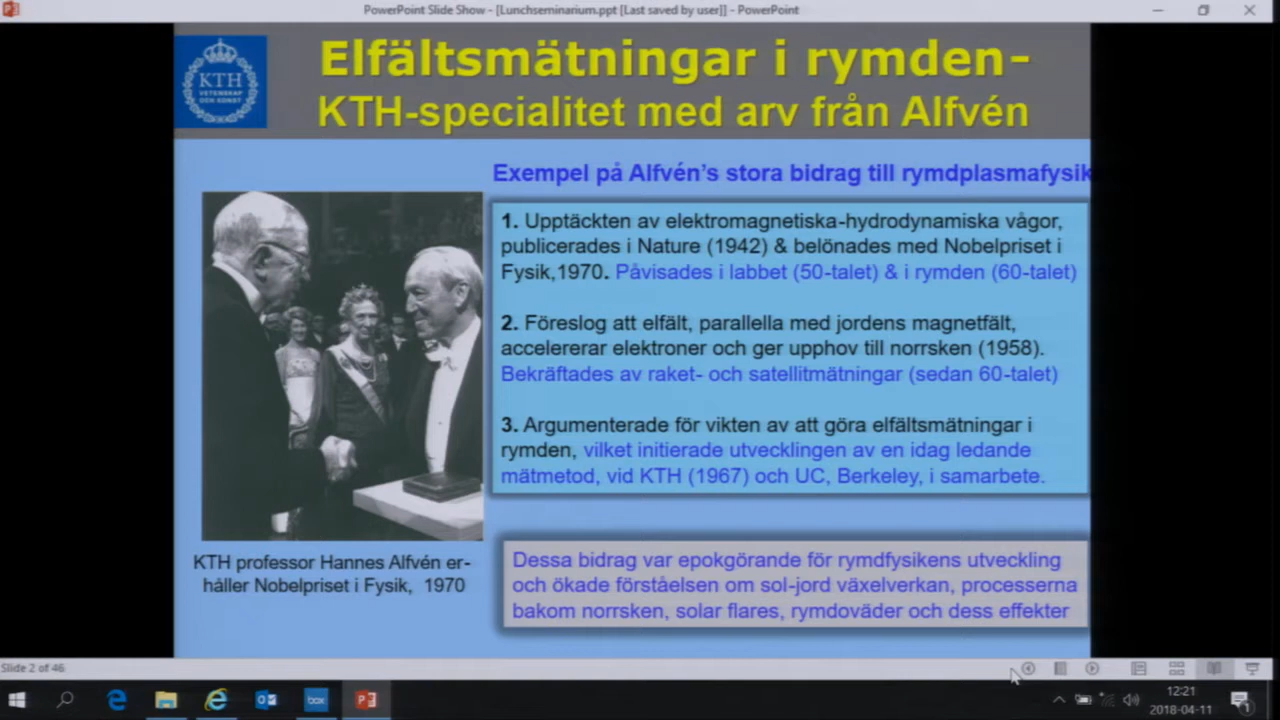 PowerPoint Slide Show - [Lunchseminarium.ppt [Last saved by user]] - PowerPoint
KTH
VETENSKAP
OCH KONST
Elfältsmätningar i rymden-
KTH-specialitet med arv från Alfvén
Exempel på Alfvén's stora bidrag till rymdplasmafysik
1. Upptäckten av elektromagnetiska-hydrodynamiska vågor,
publicerades i Nature (1942) & belönades med Nobelpriset i
Fysik,1970. Påvisades i labbet (50-talet) & i rymden (60-talet)
2. Föreslog att elfält, parallella med jordens magnetfält,
accelererar elektroner och ger upphov till norrsken (1958).
Bekräftades av raket- och satellitmätningar (sedan 60-talet)
3. Argumenterade för vikten av att göra elfältsmätningar i
rymden, vilket initierade utvecklingen av en idag ledande
mätmetod, vid KTH (1967) och UC, Berkeley, i samarbete.
KTH professor Hannes Alfvén er-
håller Nobelpriset i Fysik, 1970
Dessa bidrag var epokgörande för rymdfysikens utveckling
och ökade förståelsen om sol-jord växelverkan, processerna
bakom norrsken, solar flares, rymdoväder och dess effekter
Slide 2 of 46
box
12:21
2018-04-11
1